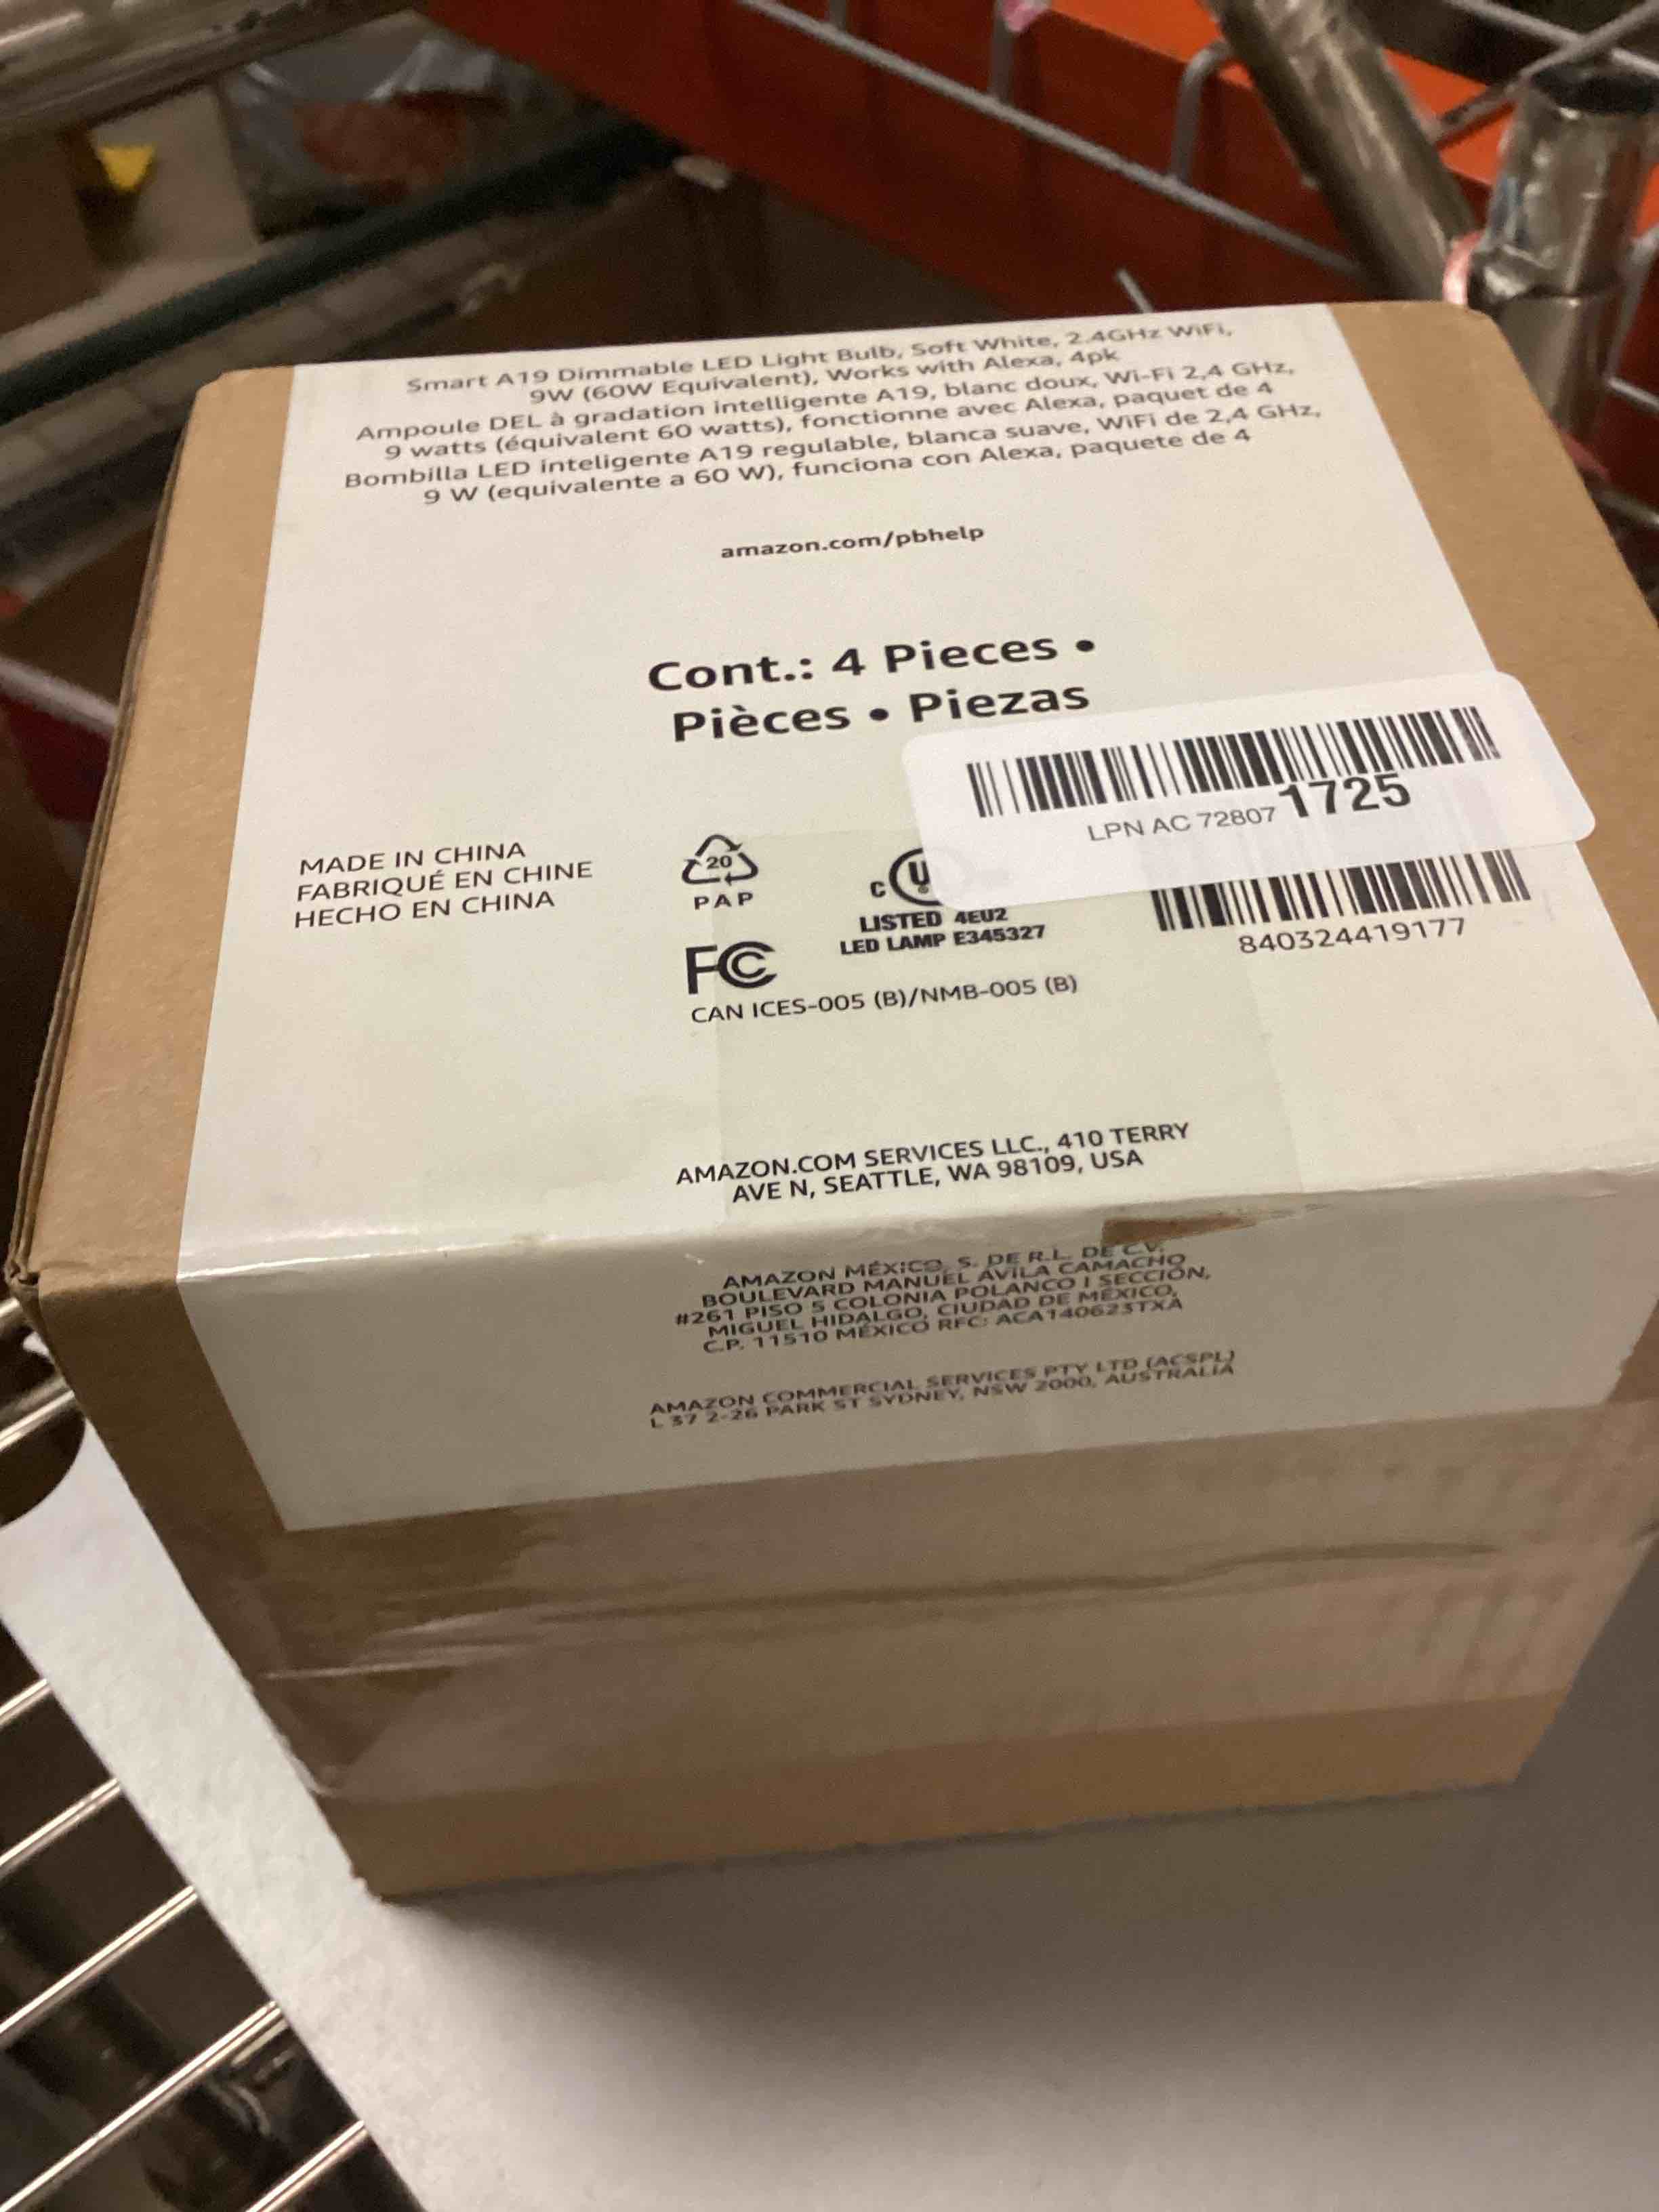 Smart A19 Dimmable LED Light Bulb, Soft White, 2.4GHz WiFi,
9W (60W Equivalent), Works with Alexa, 4pk
Ampoule DEL à gradation intelligente A19, blanc doux, Wi-Fi 2,4 GHz,
9 watts (équivalent 60 watts), fonctionne avec Alexa, paquet de 4
Bombilla LED inteligente A19 regulable, blanca suave, WiFi de 2,4 GHz,
9 W (equivalente a 60 W), funciona con Alexa, paquete de 4
amazon.com/pbhelp
Cont.: 4 Pieces •
Pièces • Piezas
LPN AC 72807 1725
MADE IN CHINA
FABRIQUÉ EN CHINE
HECHO EN CHINA
20
PAP
C UL
LISTED 4EU2
LED LAMP E345327
FC
CAN ICES-005 (B)/NMB-005 (B)
840324419177
AMAZON.COM SERVICES LLC., 410 TERRY
AVE N, SEATTLE, WA 98109, USA
AMAZON MÉXICO, S. DE R.L. DE C.V.
BOULEVARD MANUEL ÁVILA CAMACHO
#261 PISO 5 COLONIA POLANCO I SECCIÓN,
MIGUEL HIDALGO, CIUDAD DE MÉXICO,
C.P. 11510 MÉXICO RFC: ACA140623TXA
AMAZON COMMERCIAL SERVICES PTY LTD (ACSPL)
L 37 2-26 PARK ST SYDNEY, NSW 2000, AUSTRALIA